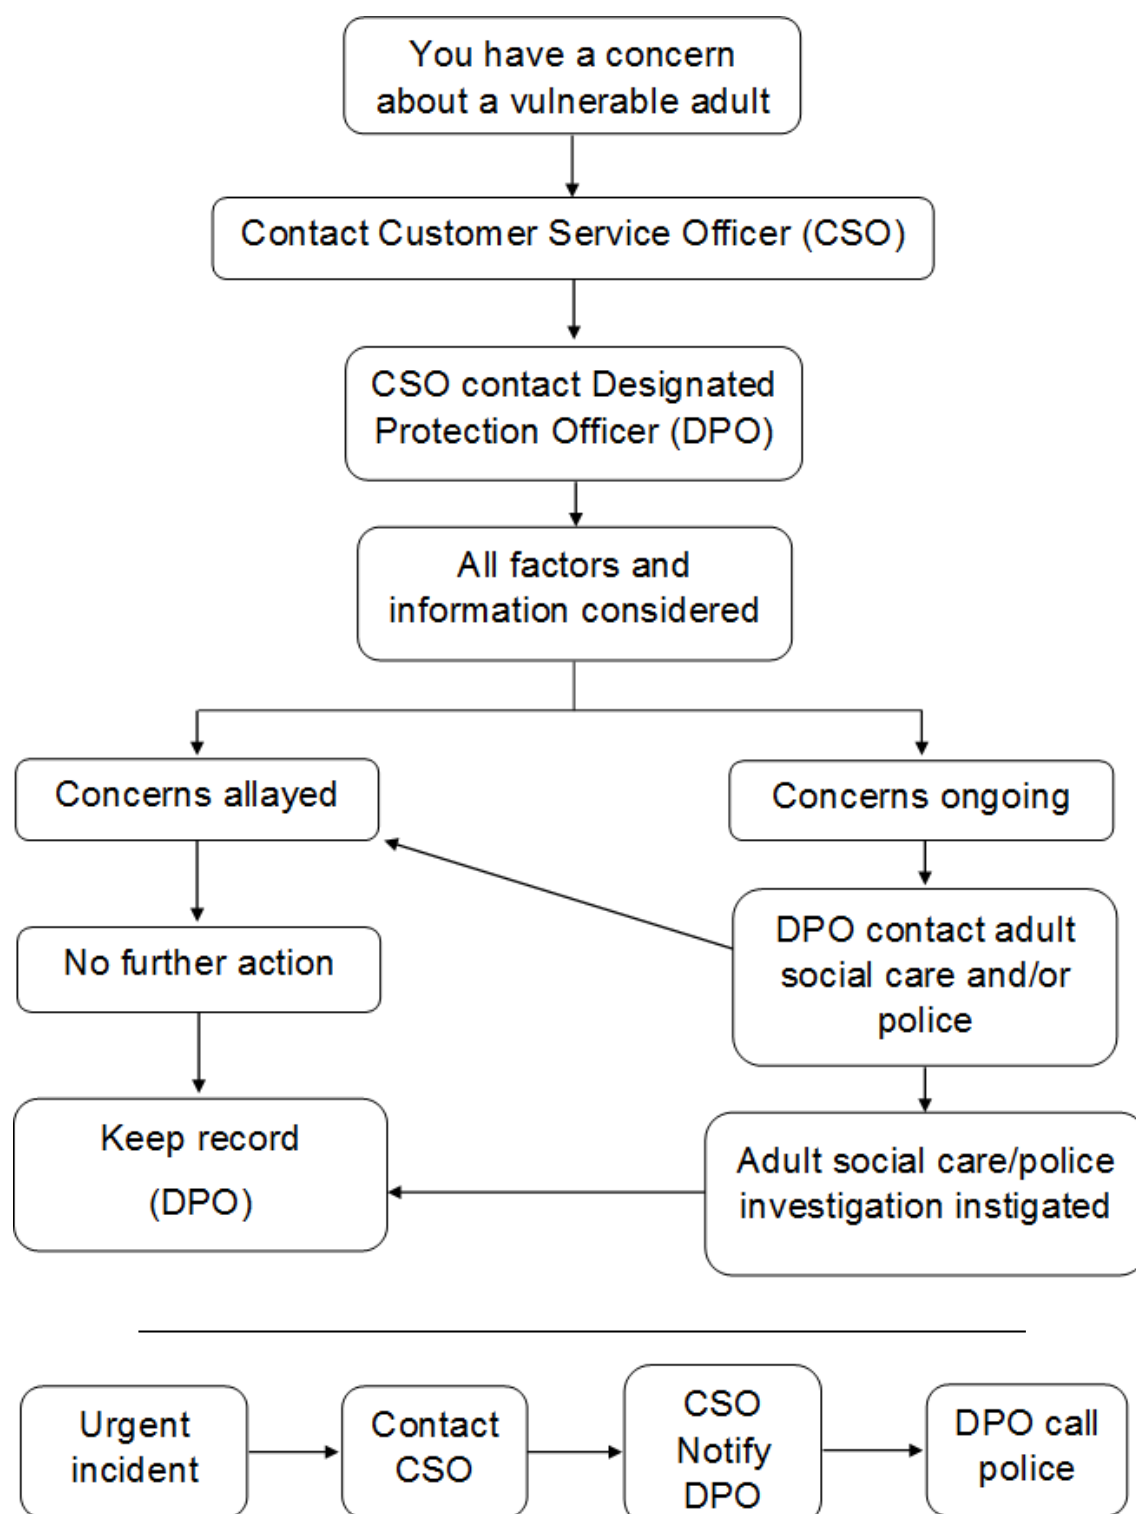 You have a concern
about a vulnerable adult
Contact Customer Service Officer (CSO)
CSO contact Designated
Protection Officer (DPO)
All factors and
information considered
Concerns allayed
Concerns ongoing
No further action
DPO contact adult
social care and/or
police
Keep record
(DPO)
Adult social care/police
investigation instigated
Urgent
incident
Contact
CSO
CSO
Notify
DPO
DPO call
police